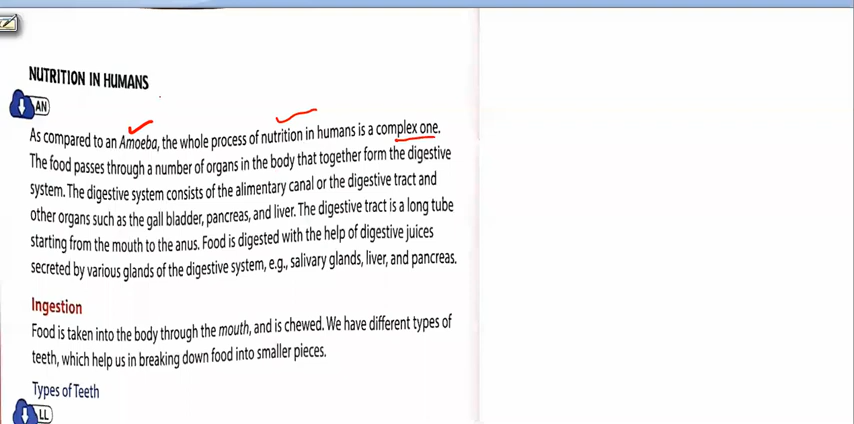 NUTRITION IN HUMANS
AN
As compared to an Amoeba, the whole process of nutrition in humans is a complex one.
The food passes through a number of organs in the body that together form the digestive
system. The digestive system consists of the alimentary canal or the digestive tract and
other organs such as the gall bladder, pancreas, and liver. The digestive tract is a long tube
starting from the mouth to the anus. Food is digested with the help of digestive juices
secreted by various glands of the digestive system, e.g., salivary glands, liver, and pancreas.
Ingestion
Food is taken into the body through the mouth, and is chewed. We have different types of
teeth, which help us in breaking down food into smaller pieces.
Types of Teeth
LL